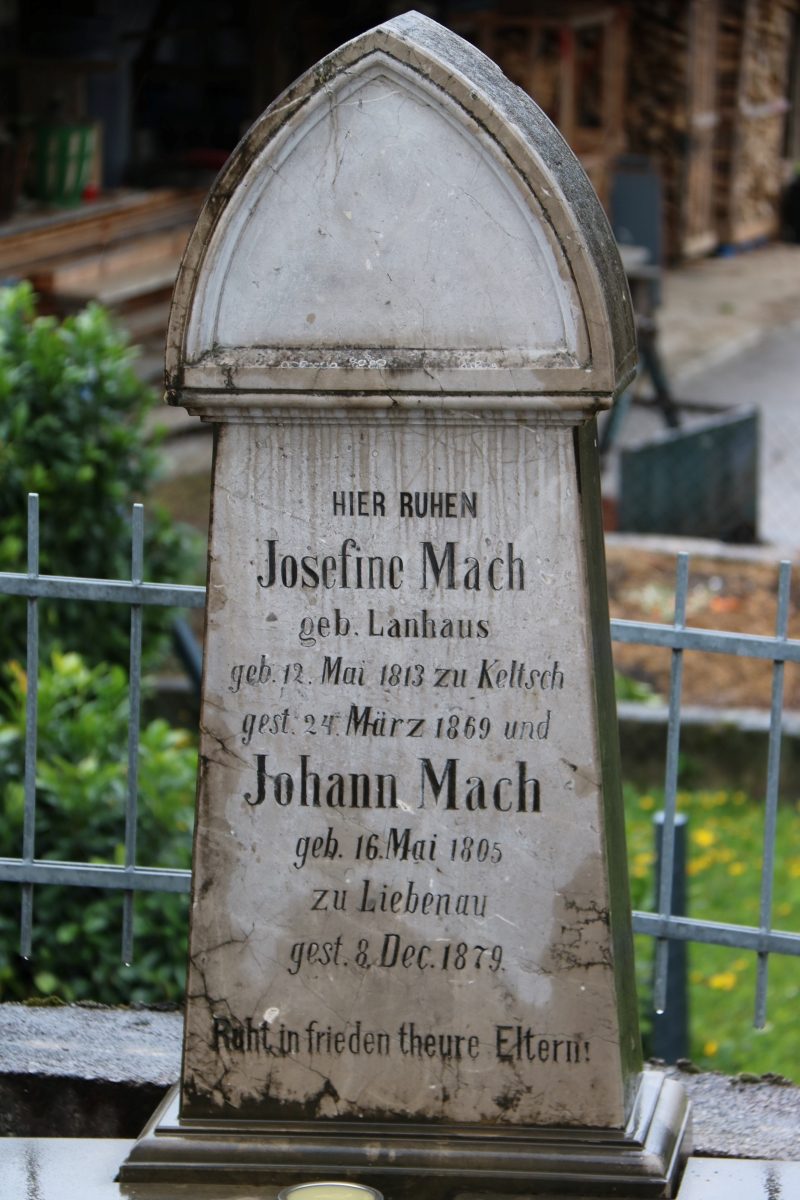 HIER RUHEN
Josefine Mach
geb. Lanhaus
geb. 12. Mai 1813 zu Keltsch
gest. 24. März 1869 und
Johann Mach
geb. 16. Mai 1805
zu Liebenau
gest. 8. Dec. 1879.
Ruht in frieden theure Eltern!